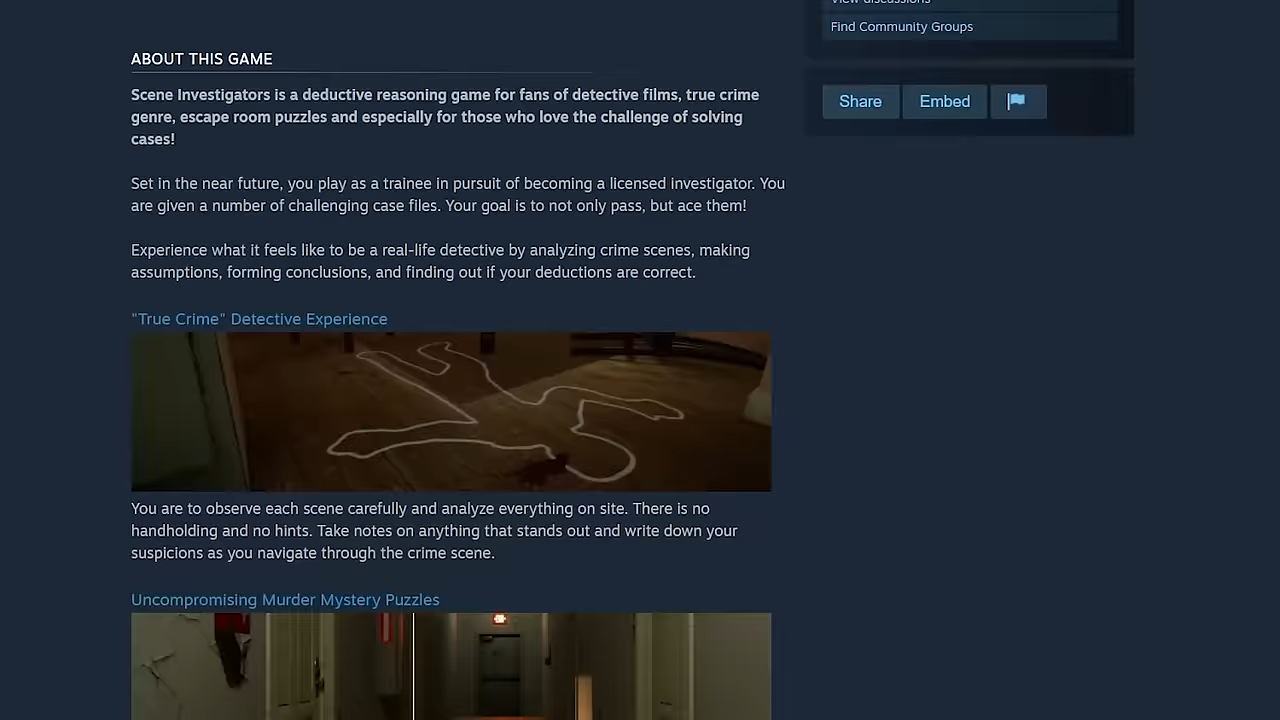 View discussions
Find Community Groups
ABOUT THIS GAME
Share
Embed
Scene Investigators is a deductive reasoning game for fans of detective films, true crime
genre, escape room puzzles and especially for those who love the challenge of solving
cases!
Set in the near future, you play as a trainee in pursuit of becoming a licensed investigator. You
are given a number of challenging case files. Your goal is to not only pass, but ace them!
Experience what it feels like to be a real-life detective by analyzing crime scenes, making
assumptions, forming conclusions, and finding out if your deductions are correct.
"True Crime" Detective Experience
You are to observe each scene carefully and analyze everything on site. There is no
handholding and no hints. Take notes on anything that stands out and write down your
suspicions as you navigate through the crime scene.
Uncompromising Murder Mystery Puzzles